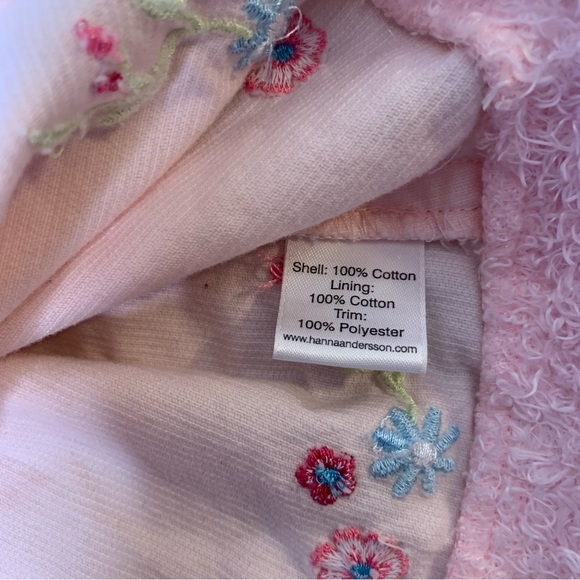 Shell: 100% Cotton
Lining:
100% Cotton
Trim:
100% Polyester
www.hannaandersson.com